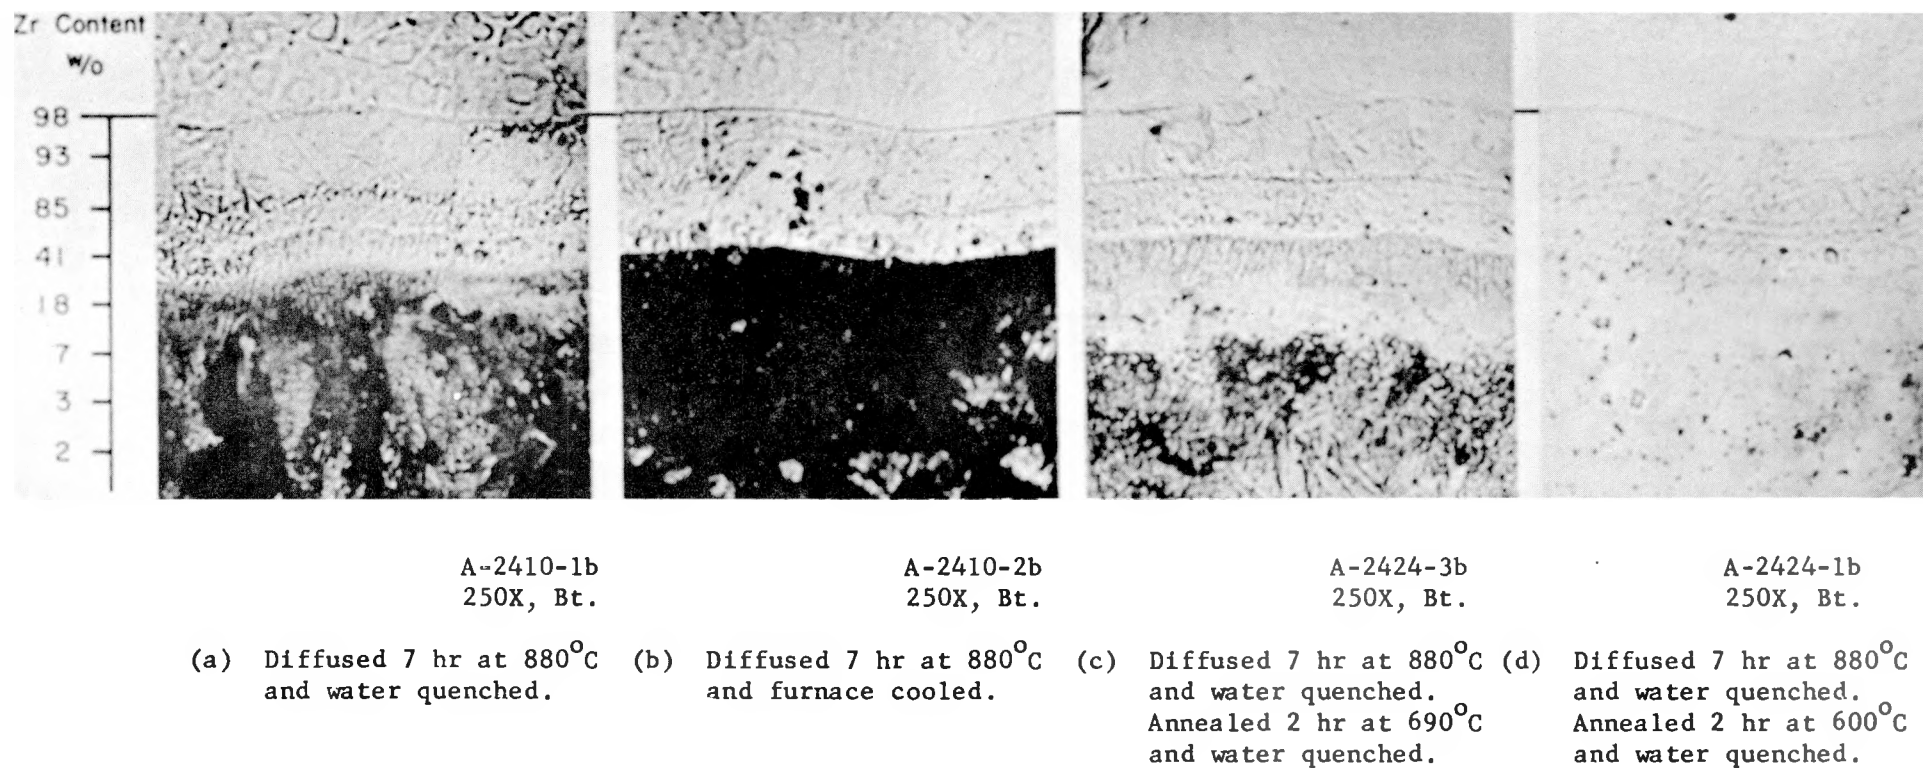 Zr Content
w/o
98
93
85
41
18
7
3
2
A-2410-1b
250X, Bt.
(a) Diffused 7 hr at 880°C
and water quenched.
A-2410-2b
250X, Bt.
(b) Diffused 7 hr at 880°C
and furnace cooled.
A-2424-3b
250X, Bt.
(c) Diffused 7 hr at 880°C
and water quenched.
Annealed 2 hr at 690°C
and water quenched.
A-2424-1b
250X, Bt.
(d) Diffused 7 hr at 880°C
and water quenched.
Annealed 2 hr at 600°C
and water quenched.